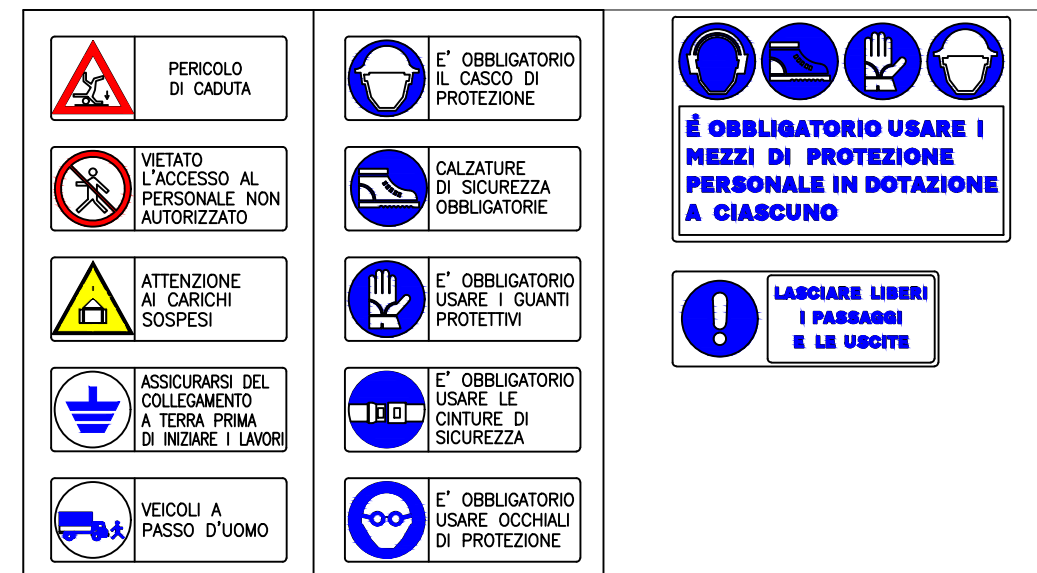 PERICOLO
DI CADUTA
VIETATO
L'ACCESSO AL
PERSONALE NON
AUTORIZZATO
ATTENZIONE
AI CARICHI
SOSPESI
ASSICURARSI DEL
COLLEGAMENTO
A TERRA PRIMA
DI INIZIARE I LAVORI
VEICOLI A
PASSO D'UOMO
E' OBBLIGATORIO
IL CASCO DI
PROTEZIONE
CALZATURE
DI SICUREZZA
OBBLIGATORIE
E' OBBLIGATORIO
USARE I GUANTI
PROTETTIVI
E' OBBLIGATORIO
USARE LE
CINTURE DI
SICUREZZA
E' OBBLIGATORIO
USARE OCCHIALI
DI PROTEZIONE
È OBBLIGATORIO USARE I
MEZZI DI PROTEZIONE
PERSONALE IN DOTAZIONE
A CIASCUNO
LASCIARE LIBERI
I PASSAGGI
E LE USCITE